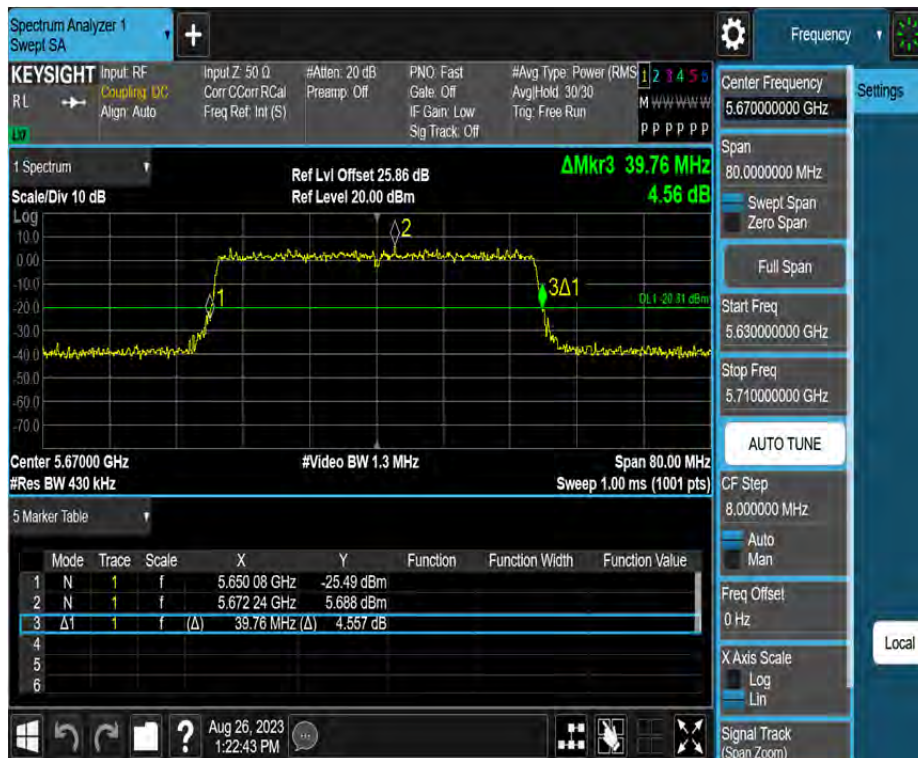 Spectrum Analyzer 1
Swept SA
Frequency
KEYSIGHT Input: RF Input Z: 50 Ω #Atten: 20 dB PNO: Fast #Avg Type: Power (RMS 1 2 3 4 5 6
RL Coupling: DC Corr CCorr RCal Preamp: Off Gate: Off Avg|Hold: 30/30 M W W W W W
Align: Auto Freq Ref: Int (S) IF Gain: Low Trig: Free Run
LXI Sig Track: Off P P P P P P
Center Frequency
5.670000000 GHz
Settings
Span
80.0000000 MHz
Swept Span
Zero Span
Full Span
Start Freq
5.630000000 GHz
Stop Freq
5.710000000 GHz
AUTO TUNE
CF Step
8.000000 MHz
Auto
Man
Freq Offset
0 Hz
X Axis Scale
Log
Lin
Signal Track
(Span Zoom)
Local
1 Spectrum
Scale/Div 10 dB
Ref Lvl Offset 25.86 dB
Ref Level 20.00 dBm
ΔMkr3 39.76 MHz
4.56 dB
Log
10.0
0.00
-10.0
-20.0
-30.0
-40.0
-50.0
-60.0
-70.0
1
2
3Δ1
DL1 -20.31 dBm
Center 5.67000 GHz #Video BW 1.3 MHz Span 80.00 MHz
#Res BW 430 kHz Sweep 1.00 ms (1001 pts)
5 Marker Table
Mode Trace Scale X Y Function Function Width Function Value
1 N 1 f 5.650 08 GHz -25.49 dBm
2 N 1 f 5.672 24 GHz 5.688 dBm
3 Δ1 1 f (Δ) 39.76 MHz (Δ) 4.557 dB
4
5
6
?
Aug 26, 2023
1:22:43 PM